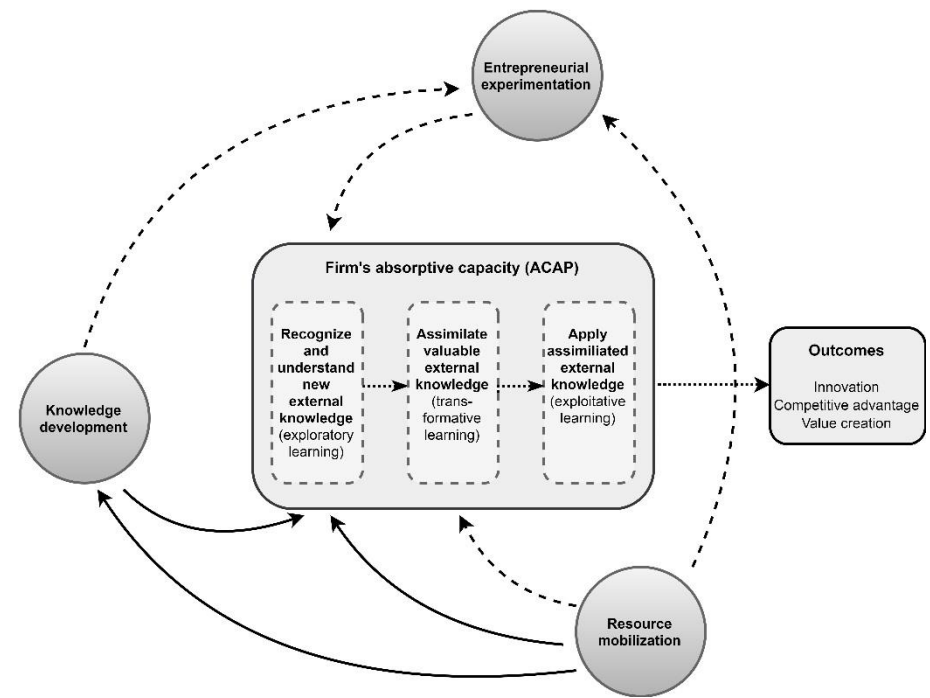 Entrepreneurial
experimentation
Firm's absorptive capacity (ACAP)
Recognize
and
understand
new
external
knowledge
(exploratory
learning)
Assimilate
valuable
external
knowledge
(trans-
formative
learning)
Apply
assimiliated
external
knowledge
(exploitative
learning)
Outcomes
Innovation
Competitive advantage
Value creation
Knowledge
development
Resource
mobilization